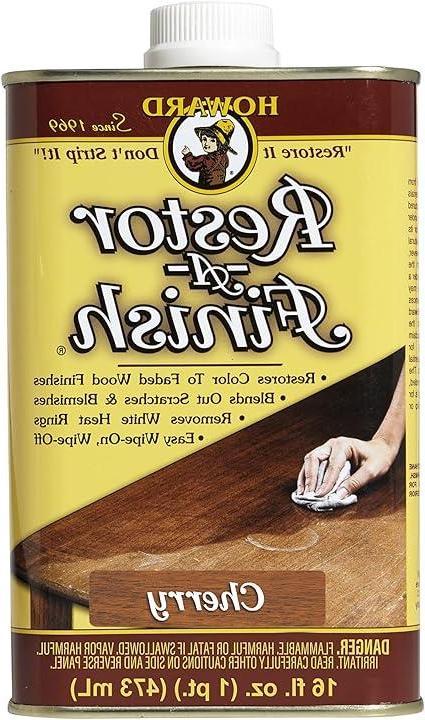 HOWARD
Since 1969
"Restore It Don't Strip It!"
Restor
-A-
Finish®
• Restores Color To Faded Wood Finishes
• Blends Out Scratches & Blemishes
• Removes White Heat Rings
• Easy Wipe-On, Wipe-Off
Cherry
DANGER. FLAMMABLE. HARMFUL OR FATAL IF SWALLOWED. VAPOR HARMFUL.
IRRITANT. READ CAREFULLY OTHER CAUTIONS ON SIDE AND REVERSE PANEL.
16 fl. oz. (1 pt.) (473 mL)